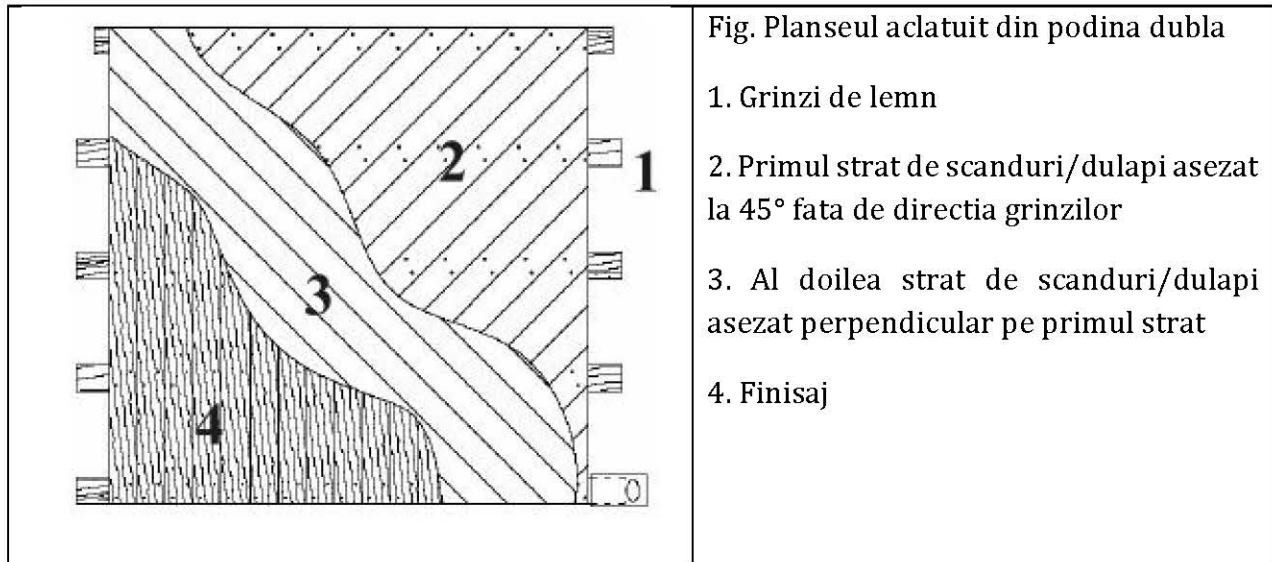 2
1
3
4
Fig. Planseul aclatuit din podina dubla
1. Grinzi de lemn
2. Primul strat de scanduri/dulapi asezat
la 45° fata de directia grinzilor
3. Al doilea strat de scanduri/dulapi
asezat perpendicular pe primul strat
4. Finisaj